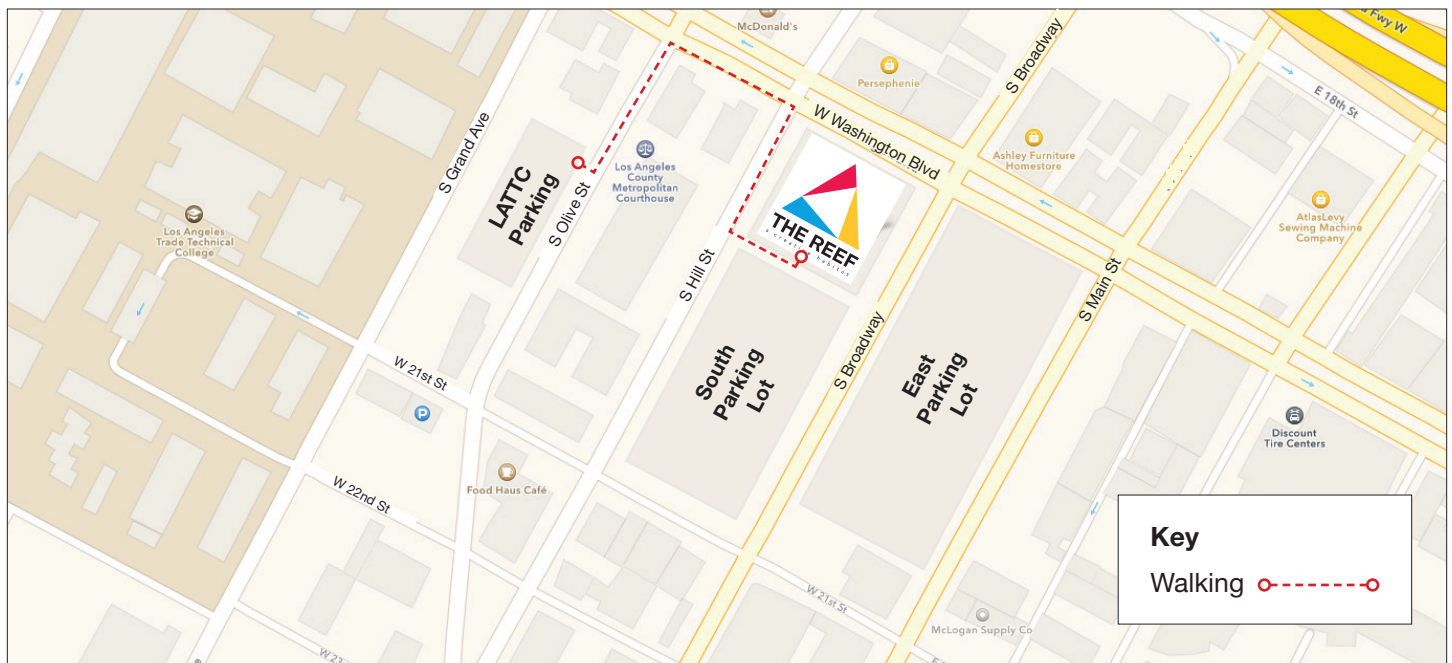 McDonald's
Fwy W
S Broadway
Persephenie
E 18th St
S Grand Ave
W Washington Blvd
Ashley Furniture
Homestore
LATTC
Parking
Los Angeles
County
Metropolitan
Courthouse
S Olive St
THE REEF
a creative habitat
AtlasLevy
Sewing Machine
Company
Los Angeles
Trade Technical
College
S Hill St
S Main St
W 21st St
South
Parking
Lot
S Broadway
East
Parking
Lot
P
Discount
Tire Centers
Food Haus Café
W 22nd St
Key
Walking
W 21st St
McLogan Supply Co